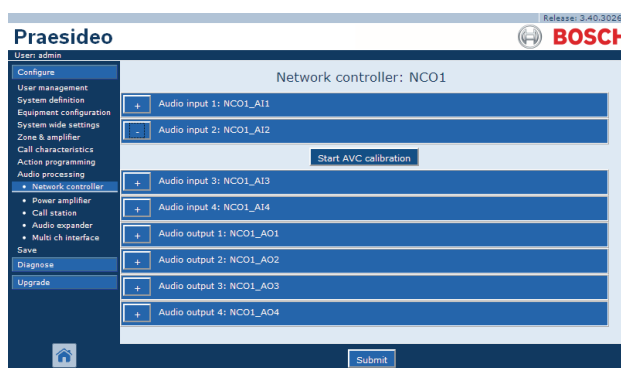 Release: 3.40.3026
Praesideo
BOSCH
User: admin
Configure
User management
System definition
Equipment configuration
System wide settings
Zone & amplifier
Call characteristics
Action programming
Audio processing
• Network controller
• Power amplifier
• Call station
• Audio expander
• Multi ch interface
Save
Diagnose
Upgrade
Network controller: NCO1
+ Audio input 1: NCO1_AI1
- Audio input 2: NCO1_AI2
Start AVC calibration
+ Audio input 3: NCO1_AI3
+ Audio input 4: NCO1_AI4
+ Audio output 1: NCO1_AO1
+ Audio output 2: NCO1_AO2
+ Audio output 3: NCO1_AO3
+ Audio output 4: NCO1_AO4
Submit